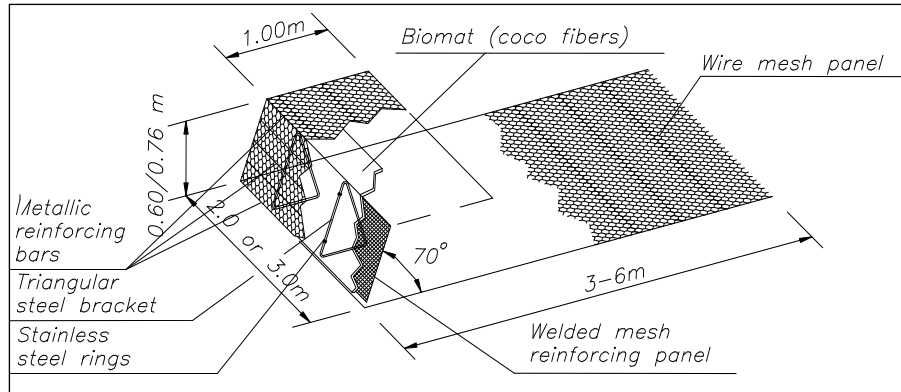 1.00m
Biomat (coco fibers)
Wire mesh panel
0.60/0.76 m
Metallic
reinforcing
bars
2.0 or 3.0m
70°
3-6m
Triangular
steel bracket
Stainless
steel rings
Welded mesh
reinforcing panel